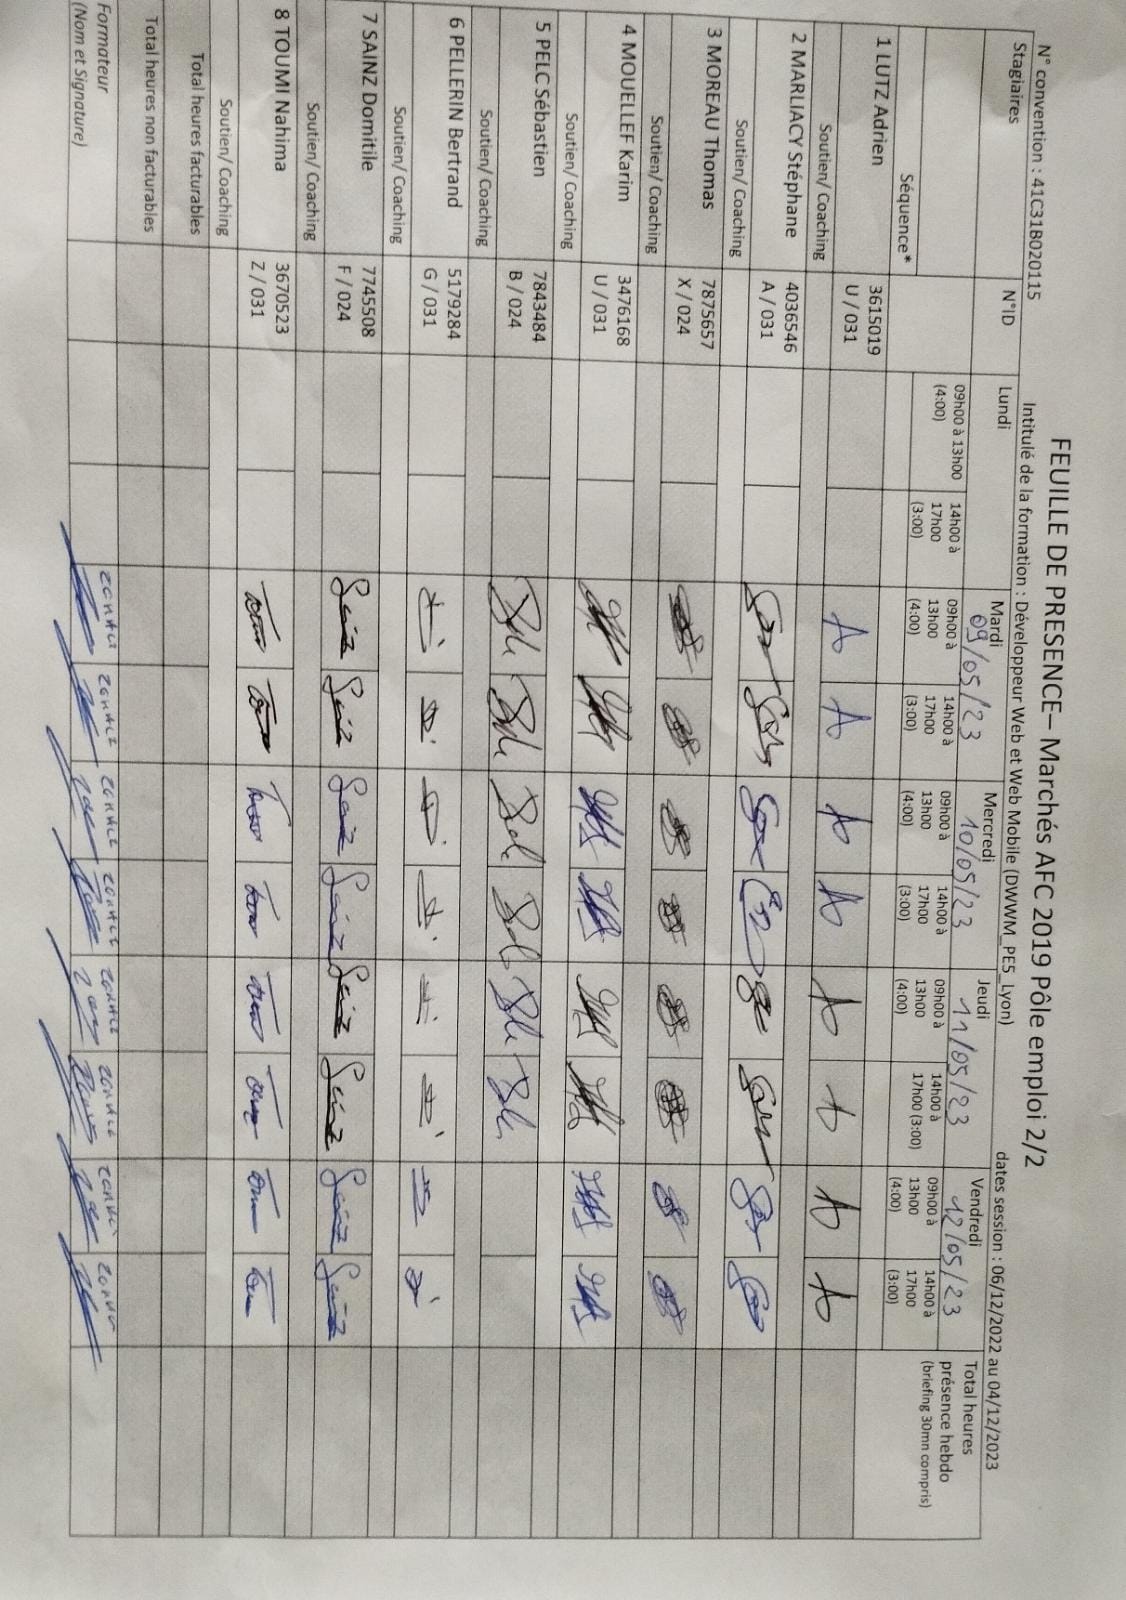 FEUILLE DE PRESENCE– Marchés AFC 2019 Pôle emploi 2/2
N° convention : 41C31B020115
Intitulé de la formation : Développeur Web et Web Mobile (DWWM_PE5_Lyon)
dates session : 06/12/2022 au 04/12/2023
Stagiaires N°ID Lundi Mardi Mercredi Jeudi Vendredi Total heures présence hebdo (briefing 30mn compris)
09/05/23 10/05/23 11/05/23 12/05/23
Séquence* 09h00 à 13h00 (4:00) 14h00 à 17h00 (3:00) 09h00 à 13h00 (4:00) 14h00 à 17h00 (3:00) 09h00 à 13h00 (4:00) 14h00 à 17h00 (3:00) 09h00 à 13h00 (4:00) 14h00 à 17h00 (3:00) 09h00 à 13h00 (4:00) 14h00 à 17h00 (3:00)
1 LUTZ Adrien 3615019 U / 031
Soutien/ Coaching
2 MARLIACY Stéphane 4036546 A / 031
Soutien/ Coaching
3 MOREAU Thomas 7875657 X / 024
Soutien/ Coaching
4 MOUELLEF Karim 3476168 U / 031
Soutien/ Coaching
5 PELC Sébastien 7843484 B / 024
Soutien/ Coaching
6 PELLERIN Bertrand 5179284 G / 031
Soutien/ Coaching
7 SAINZ Domitile 7745508 F / 024
Soutien/ Coaching
8 TOUMI Nahima 3670523 Z / 031
Soutien/ Coaching
Total heures facturables
Total heures non facturables
Formateur
(Nom et Signature)